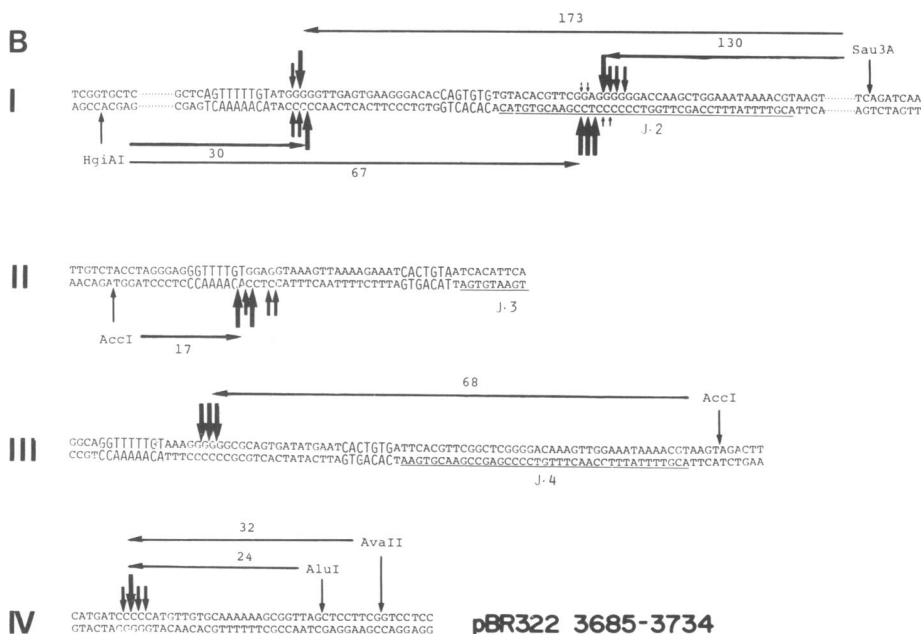 173
B
130
Sau3A
TCGGTGCTC ········ GCTCAGTTTTTGTATGGGGGTTGAGTGAAGGGACACCAGTGTGTGTACACGTTCGGAGGGGGGACCAAGCTGGAAATAAAACGTAAGT ········ TCAGATCAA
I
AGCCACGAG ········ CGAGTCAAAAACATACCCCCAACTCACTTCCCTGTGGTCACACACATGTGCAAGCCTCCCCCCTGGTTCGACCTTTATTTTGCATTCA ········ AGTCTAGTT
J·2
30
HgiAI
67
TTGTCTACCTAGGGAGGGTTTTGTGGAGGTAAAGTTAAAAGAAATCACTGTAATCACATTCA
II
AACAGATGGATCCCTCCCAAAACACCTCCATTTCAATTTTCTTTAGTGACATTAGTGTAAGT
J·3
AccI
17
68
AccI
GGCAGGTTTTTGTAAAGGGGGGCGCAGTGATATGAATCACTGTGATTCACGTTCGGCTCGGGGACAAAGTTGGAAATAAAACGTAAGTAGACTT
III
CCGTCCAAAAACATTTCCCCCCGCGTCACTATACTTAGTGACACTAAGTGCAAGCCGAGCCCCTGTTTCAACCTTTATTTTGCATTCATCTGAA
J·4
32
AvaII
24
AluI
CATGATCCCCCATGTTGTGCAAAAAAGCGGTTAGCTCCTTCGGTCCTCC
IV
GTACTAGGGGGTACAACACGTTTTTTCGCCAATCGAGGAAGCCAGGAGG
pBR322 3685-3734